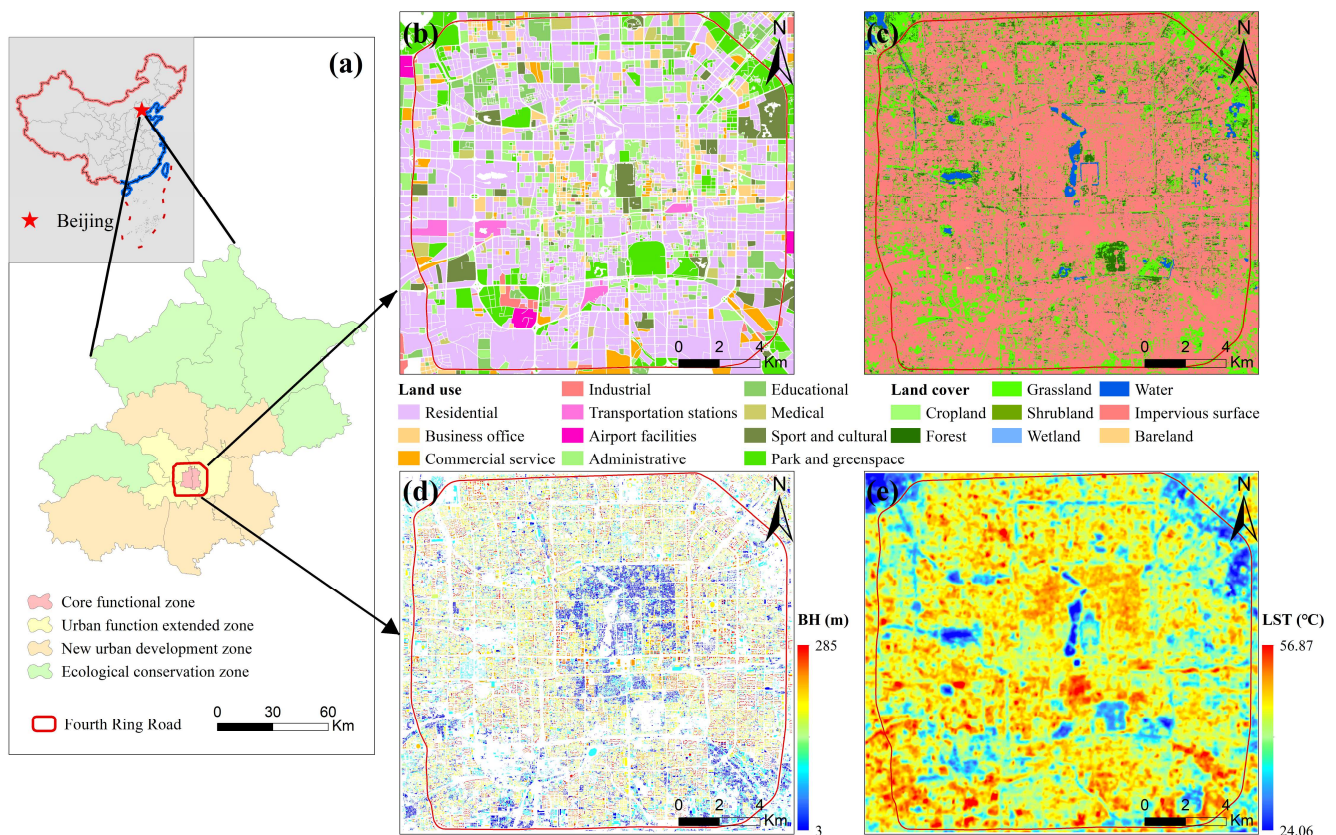 (a)
Beijing
Core functional zone
Urban function extended zone
New urban development zone
Ecological conservation zone
Fourth Ring Road
0 30 60
Km
(b)
N
0 2 4
Km
(c)
N
0 2 4
Km
Land use
Residential
Business office
Commercial service
Industrial
Transportation stations
Airport facilities
Administrative
Educational
Medical
Sport and cultural
Park and greenspace
Land cover
Cropland
Forest
Grassland
Shrubland
Wetland
Water
Impervious surface
Bareland
(d)
N
0 2 4
Km
BH (m)
285
3
(e)
N
0 2 4
Km
LST (°C)
56.87
24.06